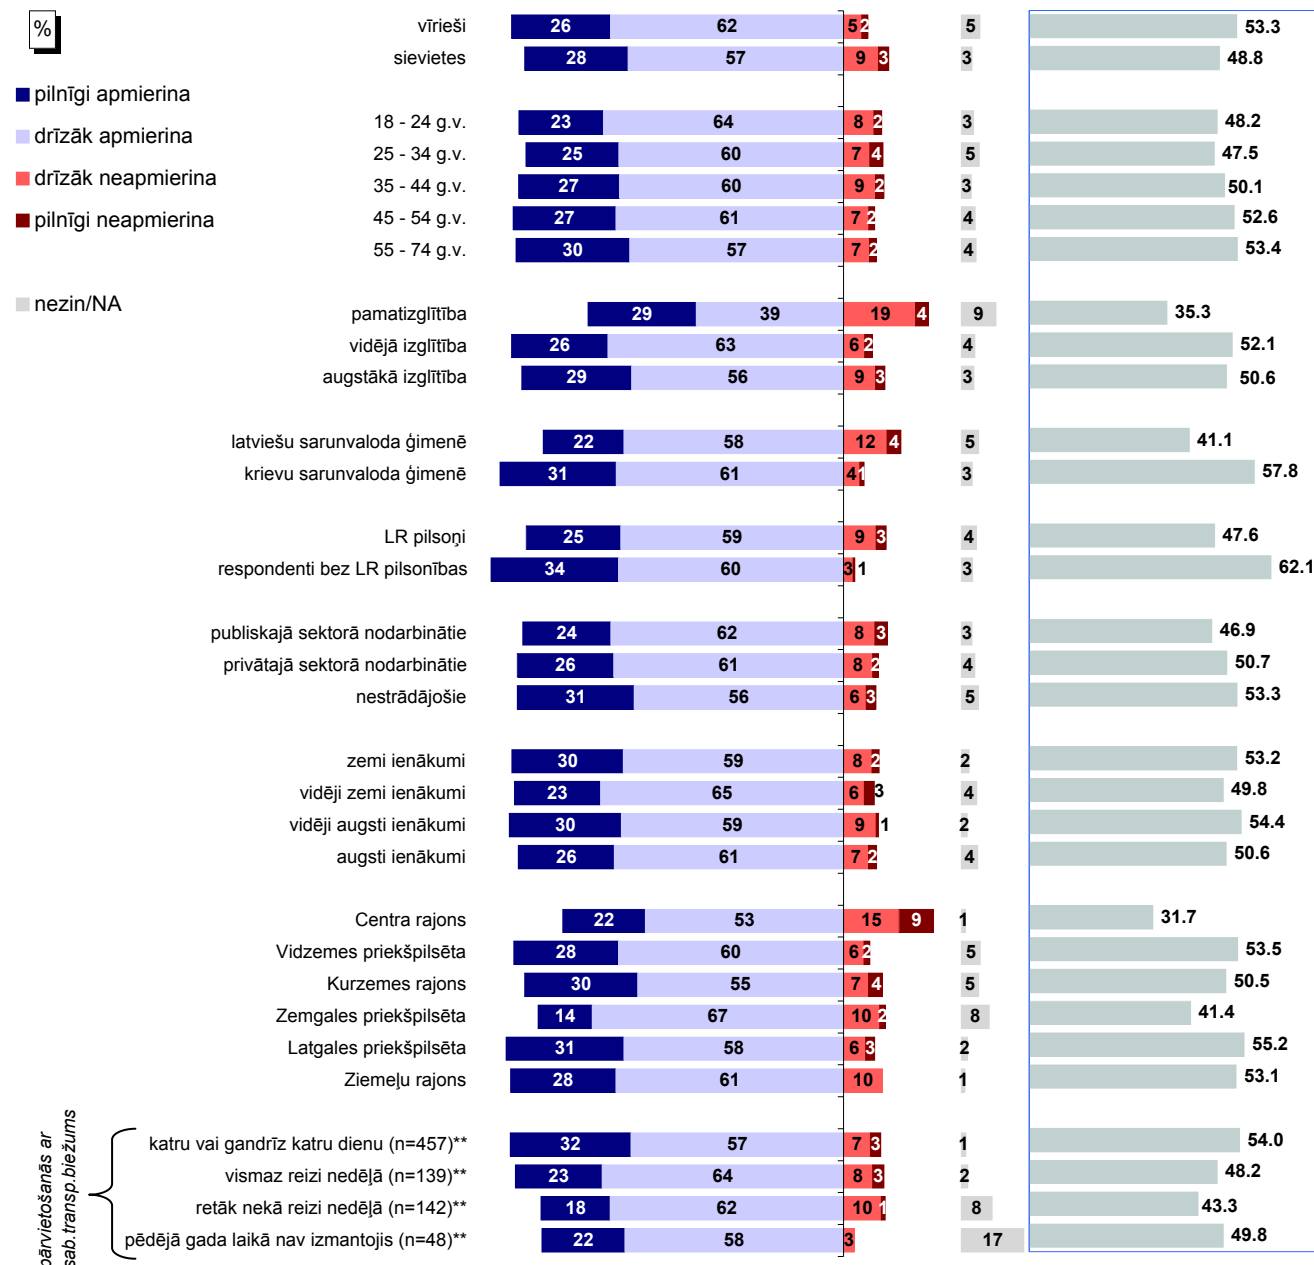 %
pilnīgi apmierina
drīzāk apmierina
drīzāk neapmierina
pilnīgi neapmierina
nezin/NA
vīrieši 26 62 5 2 5 53.3
sievietes 28 57 9 3 3 48.8
18 - 24 g.v. 23 64 8 2 3 48.2
25 - 34 g.v. 25 60 7 4 5 47.5
35 - 44 g.v. 27 60 9 2 3 50.1
45 - 54 g.v. 27 61 7 2 4 52.6
55 - 74 g.v. 30 57 7 2 4 53.4
pamatizglītība 29 39 19 4 9 35.3
vidējā izglītība 26 63 6 2 4 52.1
augstākā izglītība 29 56 9 3 3 50.6
latviešu sarunvaloda ģimenē 22 58 12 4 5 41.1
krievu sarunvaloda ģimenē 31 61 4 1 3 57.8
LR pilsoņi 25 59 9 3 4 47.6
respondenti bez LR pilsonības 34 60 3 1 3 62.1
publiskajā sektorā nodarbinātie 24 62 8 3 3 46.9
privātajā sektorā nodarbinātie 26 61 8 2 4 50.7
nestrādājošie 31 56 6 3 5 53.3
zemi ienākumi 30 59 8 2 2 53.2
vidēji zemi ienākumi 23 65 6 3 4 49.8
vidēji augsti ienākumi 30 59 9 1 2 54.4
augsti ienākumi 26 61 7 2 4 50.6
Centra rajons 22 53 15 9 1 31.7
Vidzemes priekšpilsēta 28 60 6 2 5 53.5
Kurzemes rajons 30 55 7 4 5 50.5
Zemgales priekšpilsēta 14 67 10 2 8 41.4
Latgales priekšpilsēta 31 58 6 3 2 55.2
Ziemeļu rajons 28 61 10 1 53.1
pārvietošanās ar
sab.transp.biežums
katru vai gandrīz katru dienu (n=457)** 32 57 7 3 1 54.0
vismaz reizi nedēļā (n=139)** 23 64 8 3 2 48.2
retāk nekā reizi nedēļā (n=142)** 18 62 10 1 8 43.3
pēdējā gada laikā nav izmantojis (n=48)** 22 58 3 17 49.8